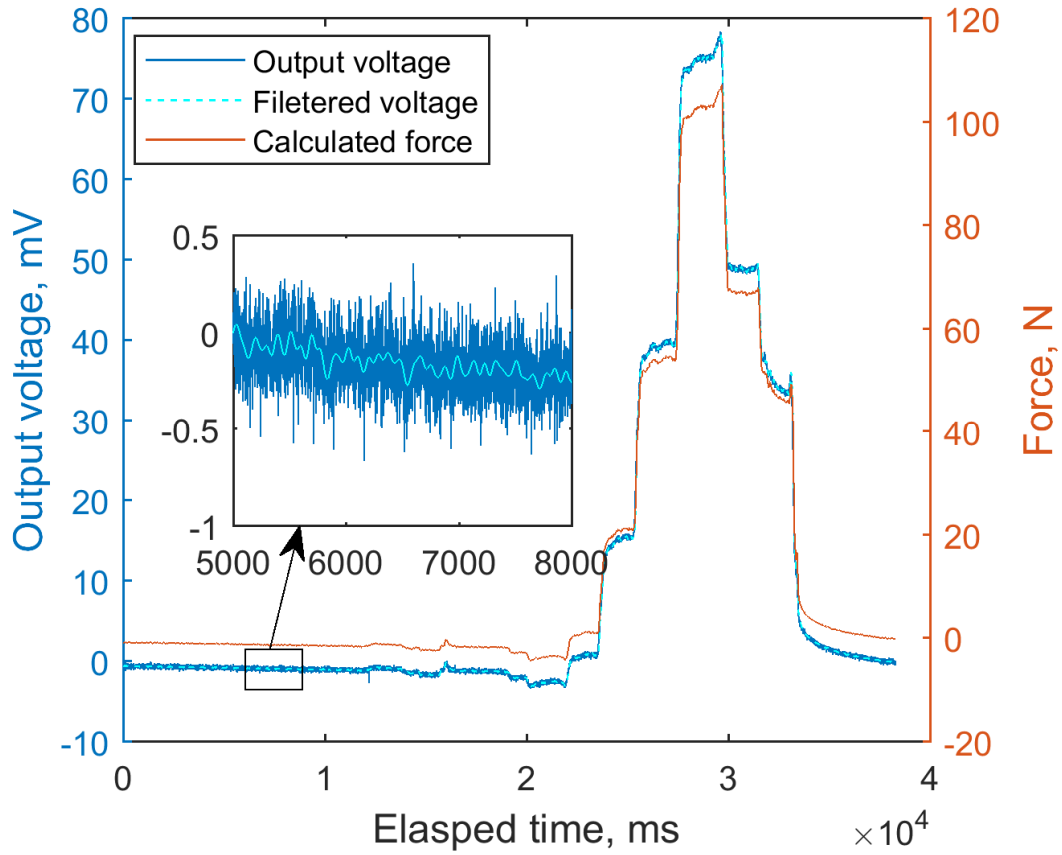 80
70
60
50
40
30
20
10
0
-10
Output voltage, mV
Output voltage
Filetered voltage
Calculated force
0.5
0
-0.5
-1
5000 6000 7000 8000
120
100
80
60
40
20
0
-20
Force, N
0 1 2 3 4
Elasped time, ms
×10⁴